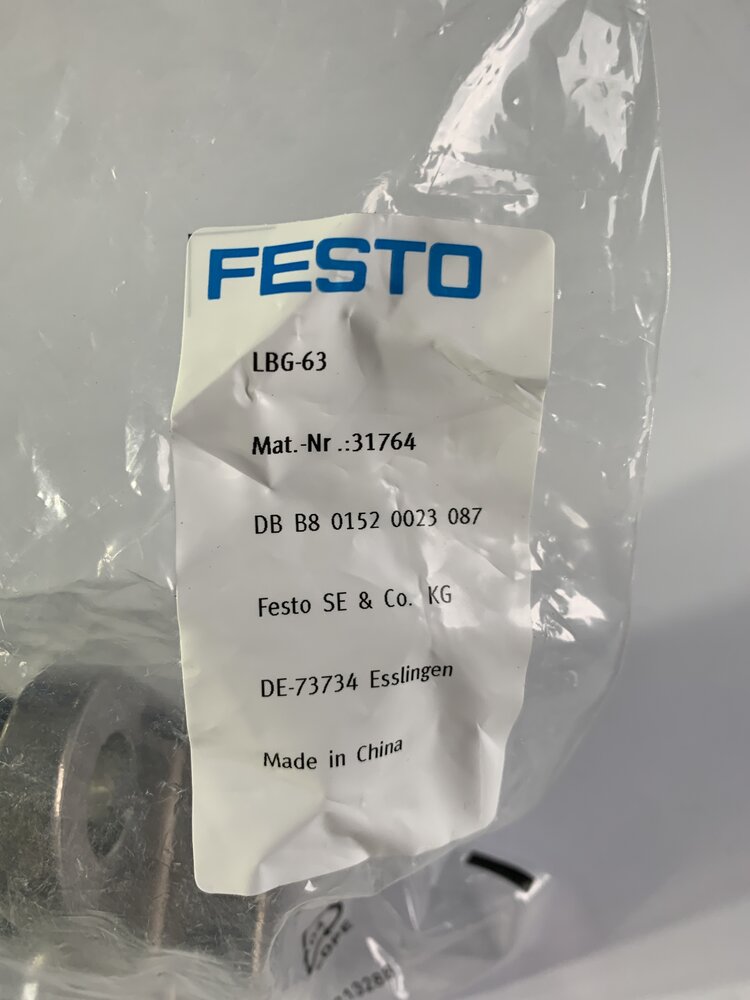 FESTO
LBG-63
Mat.-Nr .:31764
DB B8 0152 0023 087
Festo SE & Co. KG
DE-73734 Esslingen
Made in China